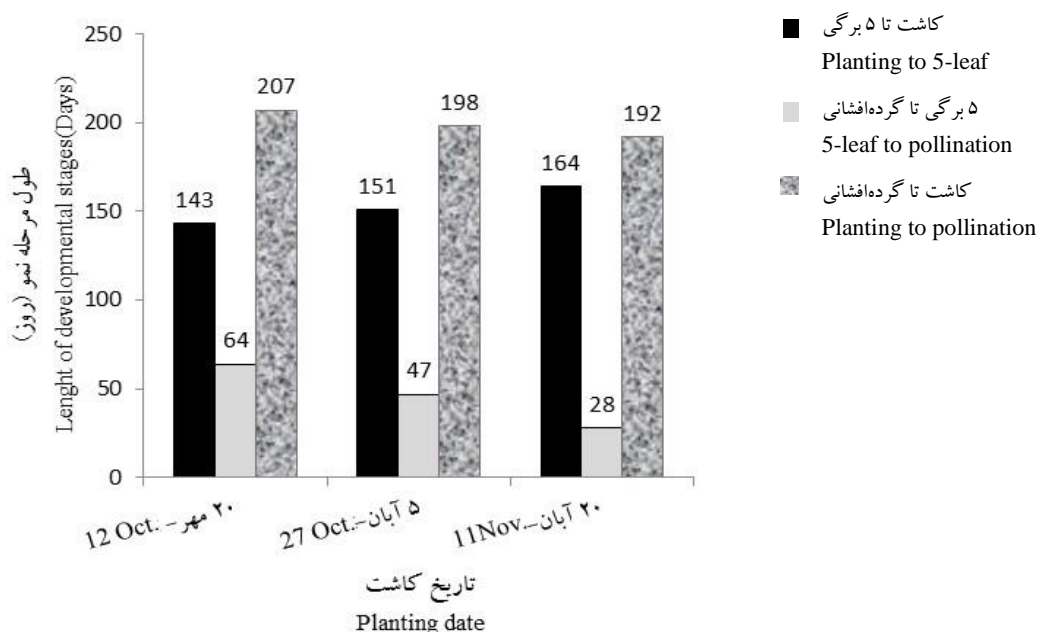 کاشت تا ۵ برگی
Planting to 5-leaf
۵ برگی تا گرده‌افشانی
5-leaf to pollination
کاشت تا گرده‌افشانی
Planting to pollination
طول مرحله نمو (روز)
Lenght of developmental stages(Days)
250
200
150
100
50
0
143
64
207
151
47
198
164
28
192
۲۰ مهر- 12 Oct.
۵ آبان-27 Oct.
۲۰ آبان-11Nov.
تاریخ کاشت
Planting date